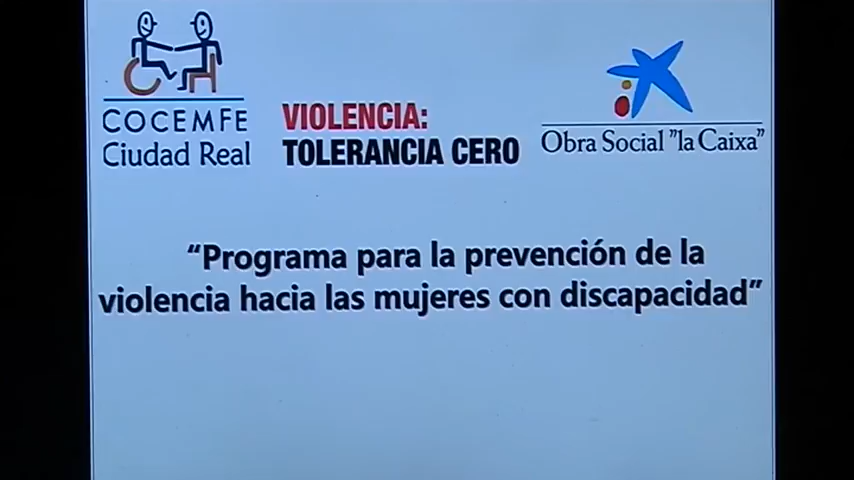 COCEMFE
Ciudad Real
VIOLENCIA:
TOLERANCIA CERO
Obra Social "la Caixa"
“Programa para la prevención de la
violencia hacia las mujeres con discapacidad”